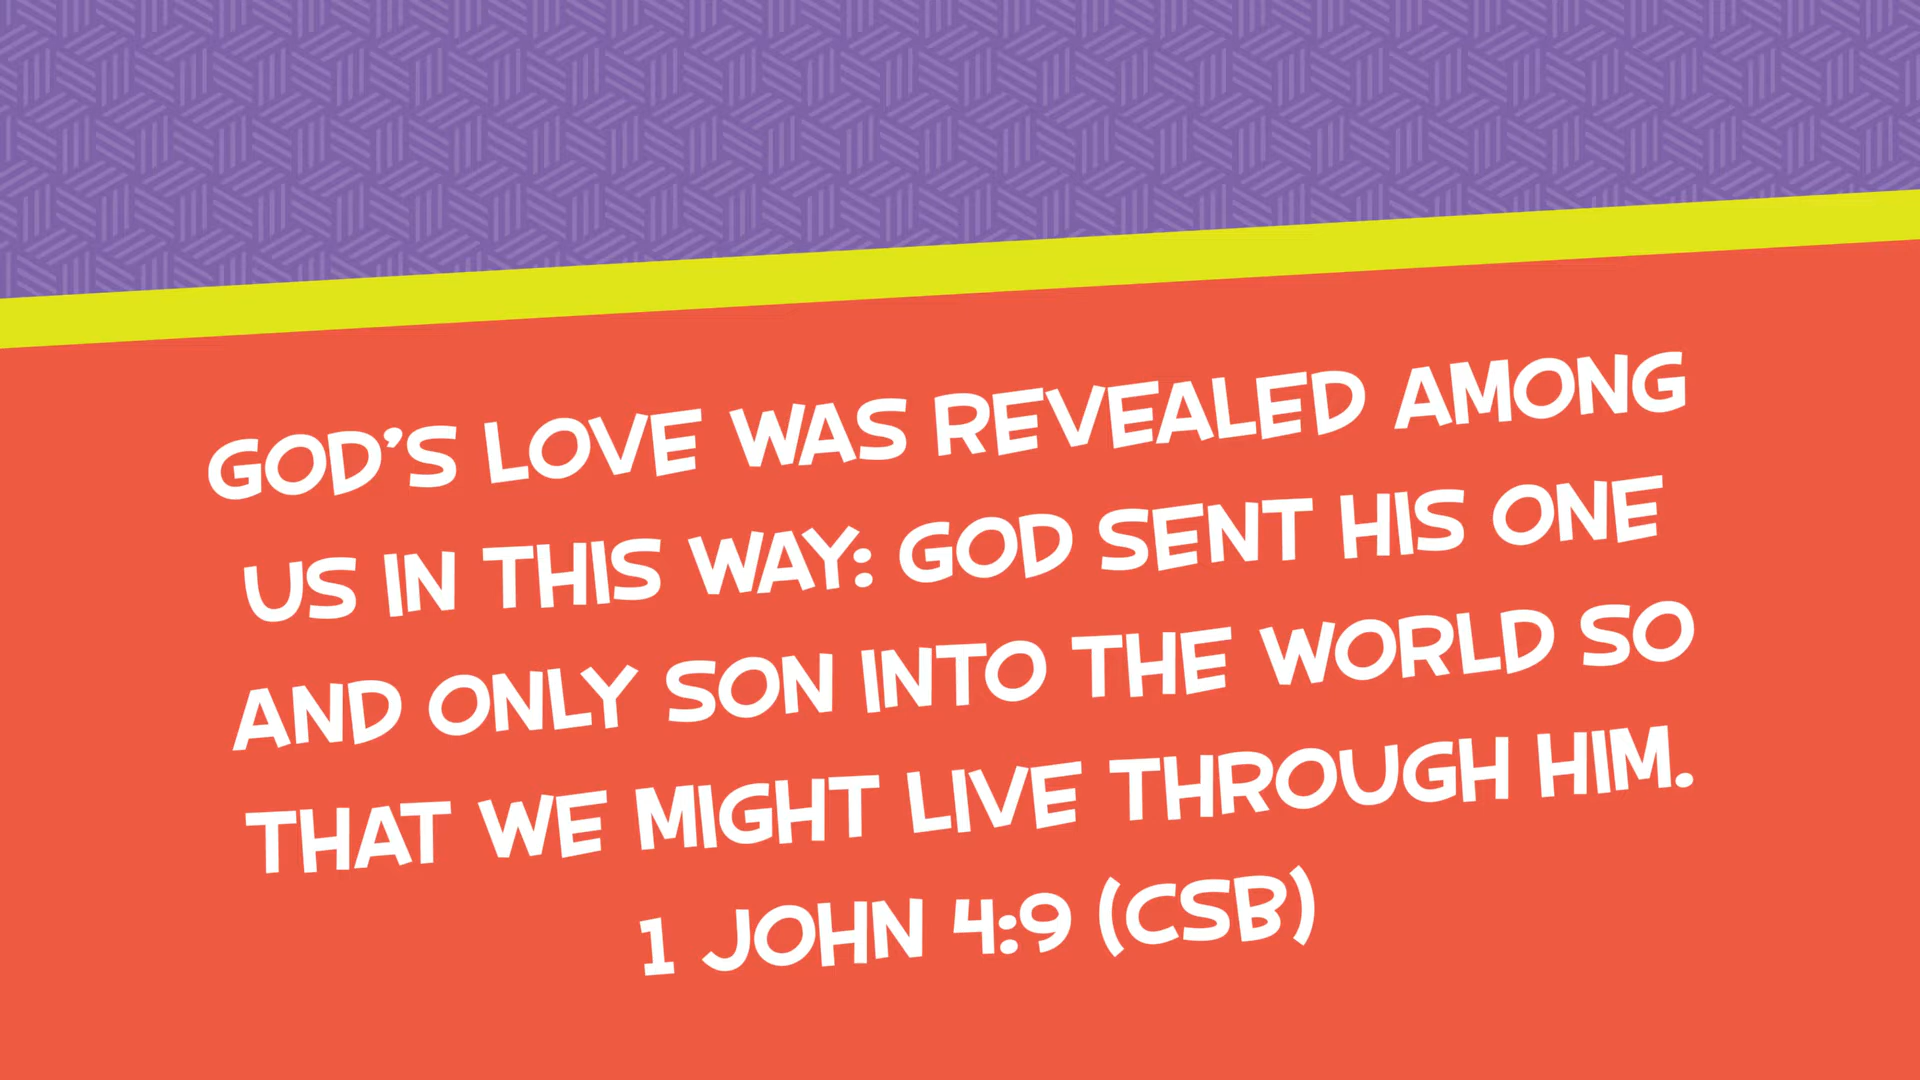 GOD’S LOVE WAS REVEALED AMONG
US IN THIS WAY: GOD SENT HIS ONE
AND ONLY SON INTO THE WORLD SO
THAT WE MIGHT LIVE THROUGH HIM.
1 JOHN 4:9 (CSB)